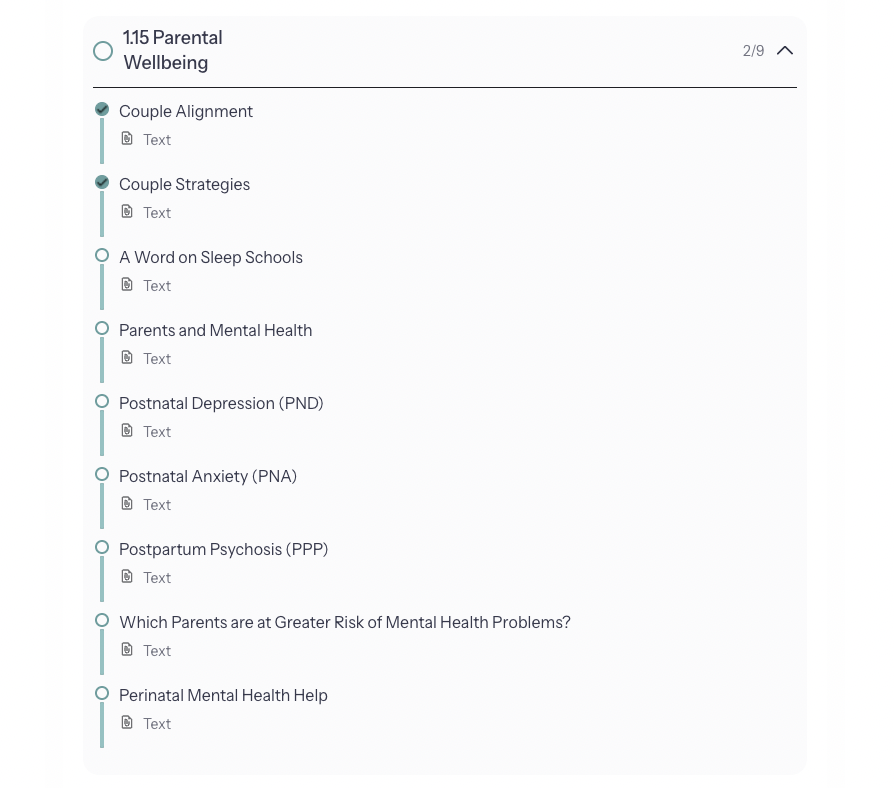 1.15 Parental
Wellbeing
2/9
Couple Alignment
Text
Couple Strategies
Text
A Word on Sleep Schools
Text
Parents and Mental Health
Text
Postnatal Depression (PND)
Text
Postnatal Anxiety (PNA)
Text
Postpartum Psychosis (PPP)
Text
Which Parents are at Greater Risk of Mental Health Problems?
Text
Perinatal Mental Health Help
Text